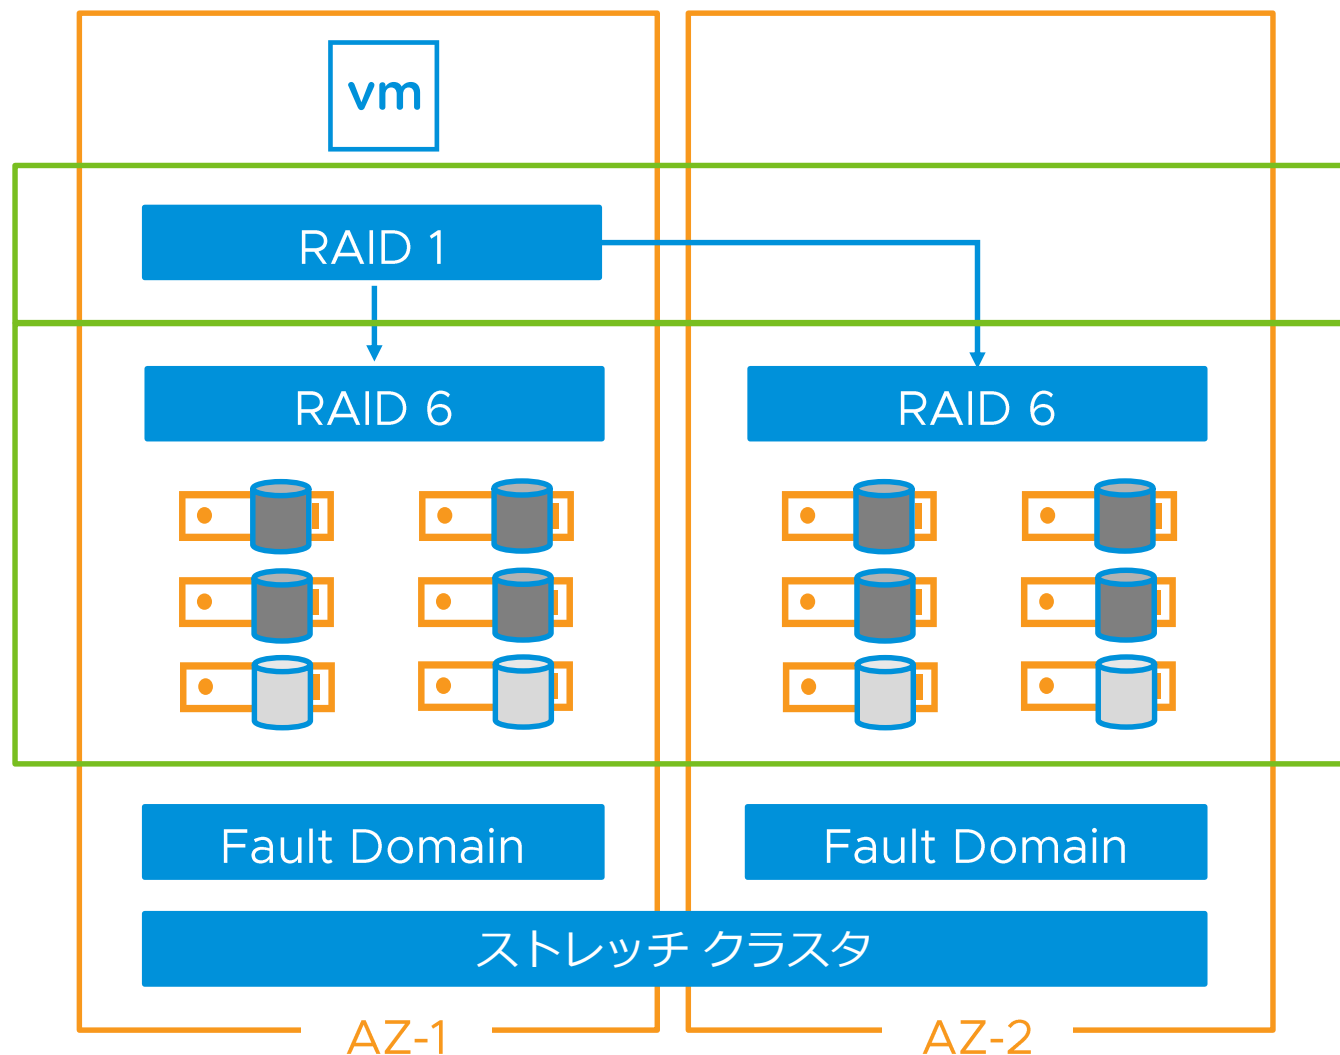 vm
RAID 1
RAID 6
RAID 6
Fault Domain
Fault Domain
ストレッチ クラスタ
AZ-1
AZ-2